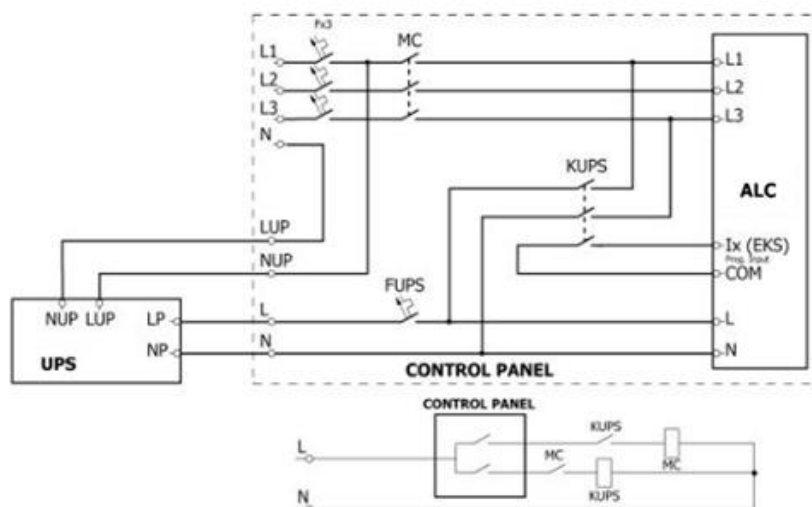 Fx3
L1
MC
L1
L2
L2
L3
L3
N
KUPS
ALC
LUP
Ix (EKS)
Prog. Input
NUP
COM
FUPS
NUP LUP LP
L
L
UPS
NP
N
N
CONTROL PANEL
CONTROL PANEL
L
KUPS
MC
MC
KUPS
N